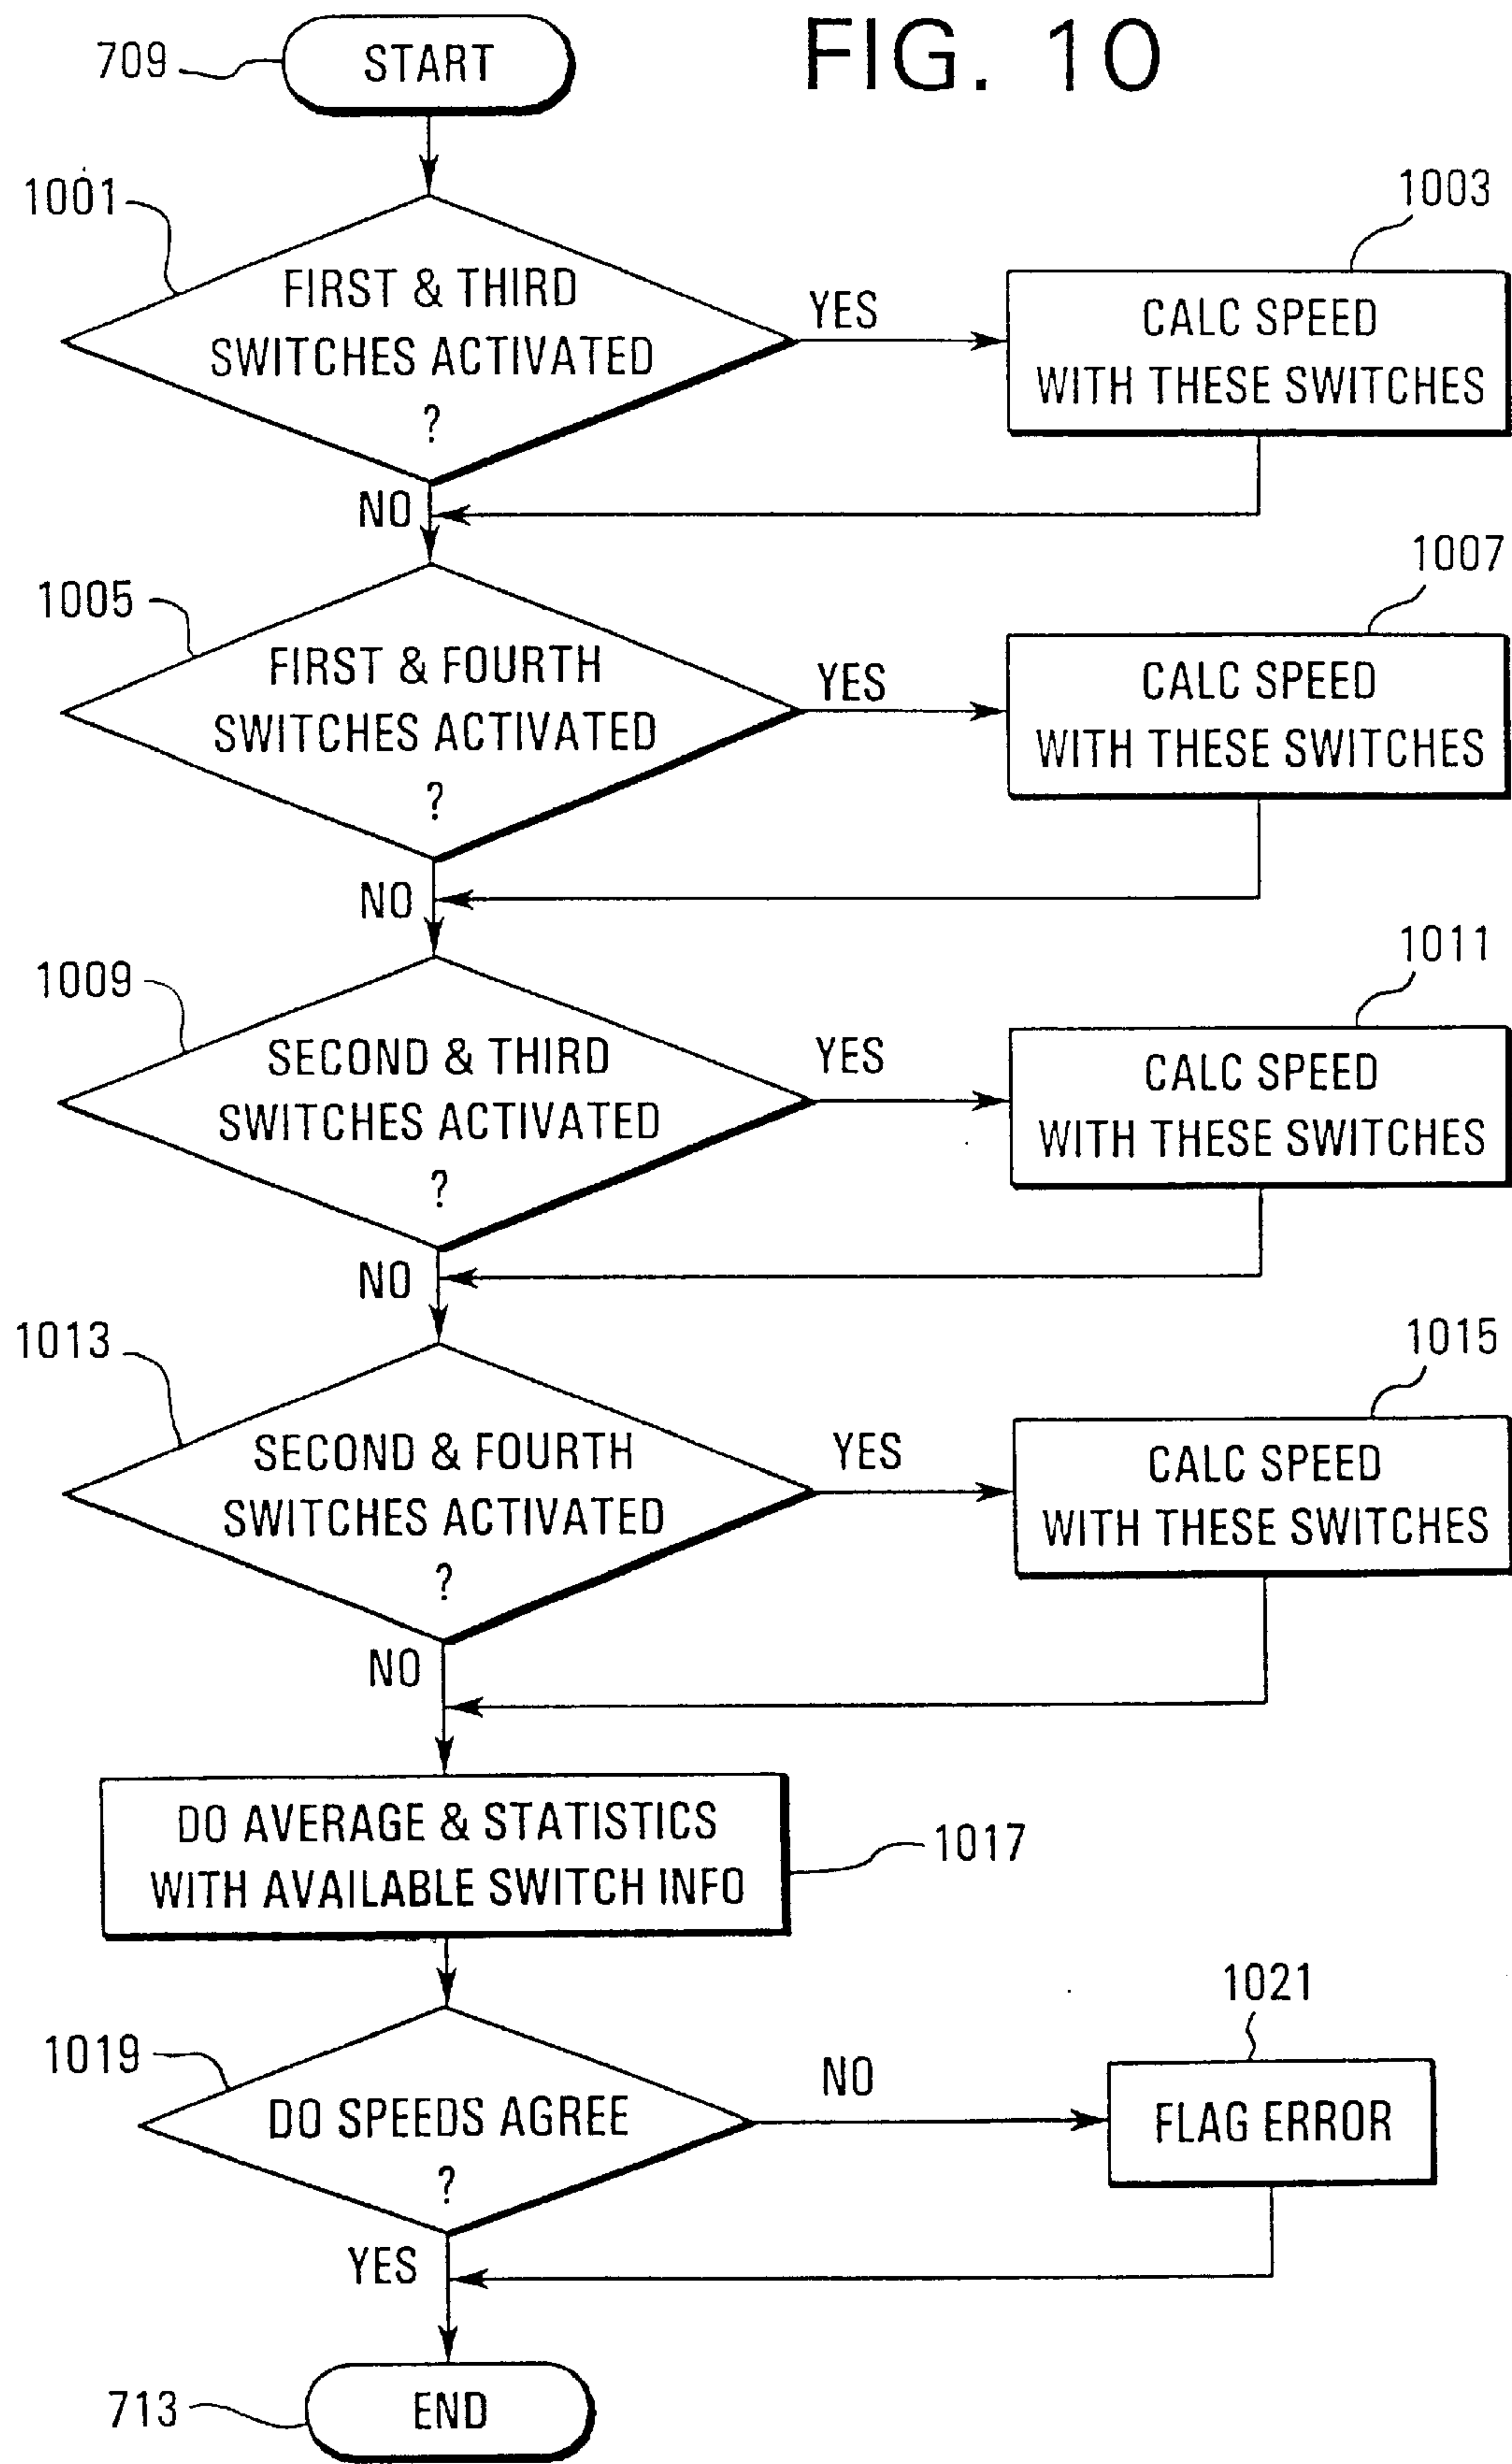 FIG. 10
709
START
1001
FIRST & THIRD
SWITCHES ACTIVATED
?
YES
1003
CALC SPEED
WITH THESE SWITCHES
NO
1005
FIRST & FOURTH
SWITCHES ACTIVATED
?
YES
1007
CALC SPEED
WITH THESE SWITCHES
NO
1009
SECOND & THIRD
SWITCHES ACTIVATED
?
YES
1011
CALC SPEED
WITH THESE SWITCHES
NO
1013
SECOND & FOURTH
SWITCHES ACTIVATED
?
YES
1015
CALC SPEED
WITH THESE SWITCHES
NO
DO AVERAGE & STATISTICS
WITH AVAILABLE SWITCH INFO
1017
1019
DO SPEEDS AGREE
?
NO
1021
FLAG ERROR
YES
713
END